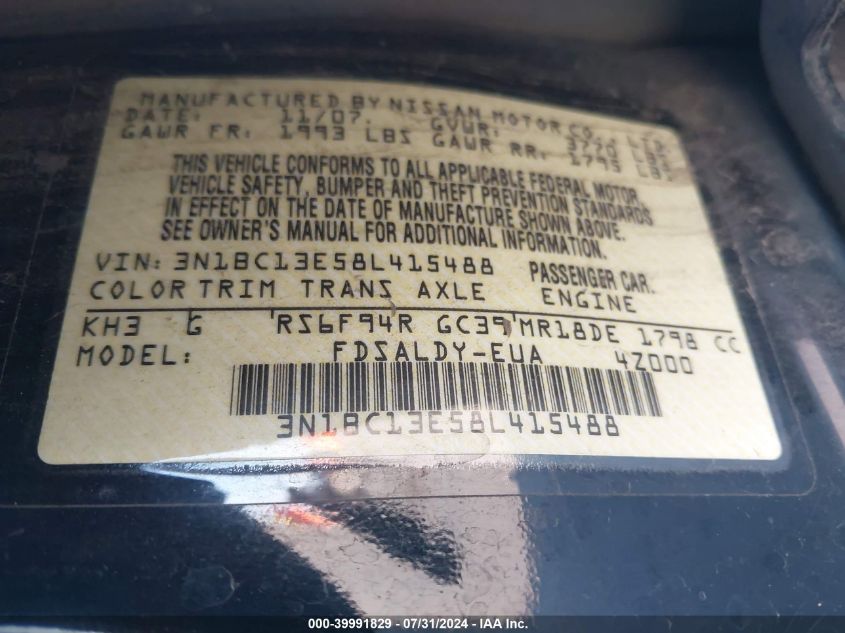 MANUFACTURED BY NISSAN MOTOR CO., LTD.
DATE: 11/07 GVWR: 3770 LBS
GAWR FR: 1993 LBS GAWR RR: 1793 LBS
THIS VEHICLE CONFORMS TO ALL APPLICABLE FEDERAL MOTOR
VEHICLE SAFETY, BUMPER AND THEFT PREVENTION STANDARDS
IN EFFECT ON THE DATE OF MANUFACTURE SHOWN ABOVE.
SEE OWNER'S MANUAL FOR ADDITIONAL INFORMATION.
VIN: 3N1BC13E58L415488 PASSENGER CAR.
COLOR TRIM TRANS AXLE ENGINE
KH3 G RS6F94R GC39 MR18DE 1798 CC
MODEL: FDSALDY-EUA 4Z000
3N1BC13E58L415488
000-39991829 - 07/31/2024 - IAA Inc.